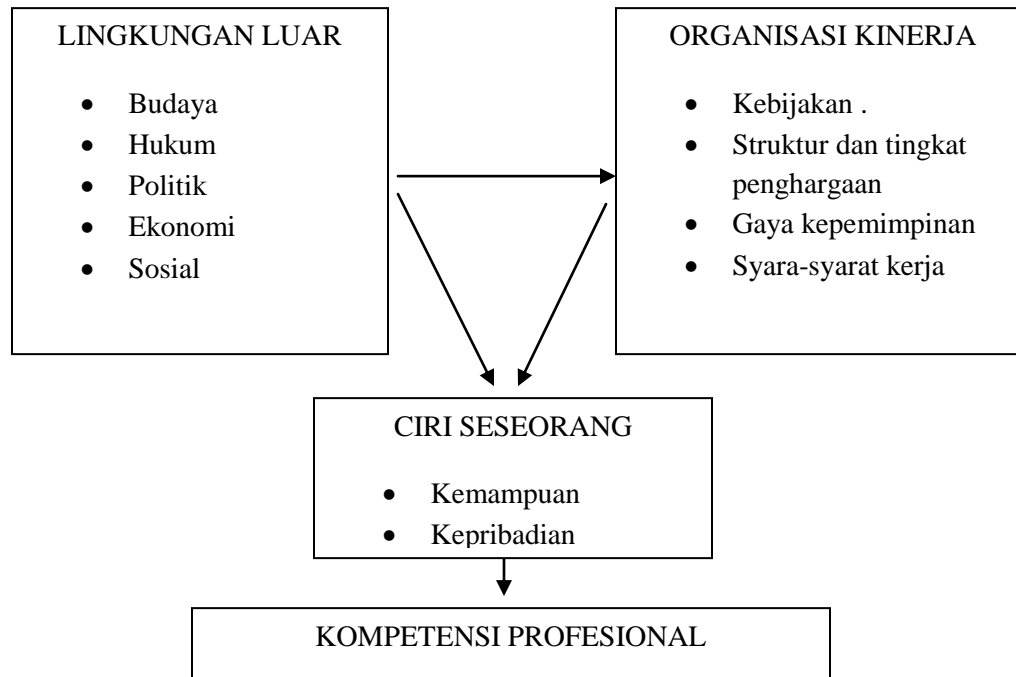 LINGKUNGAN LUAR
• Budaya
• Hukum
• Politik
• Ekonomi
• Sosial
ORGANISASI KINERJA
• Kebijakan .
• Struktur dan tingkat
penghargaan
• Gaya kepemimpinan
• Syara-syarat kerja
CIRI SESEORANG
• Kemampuan
• Kepribadian
KOMPETENSI PROFESIONAL